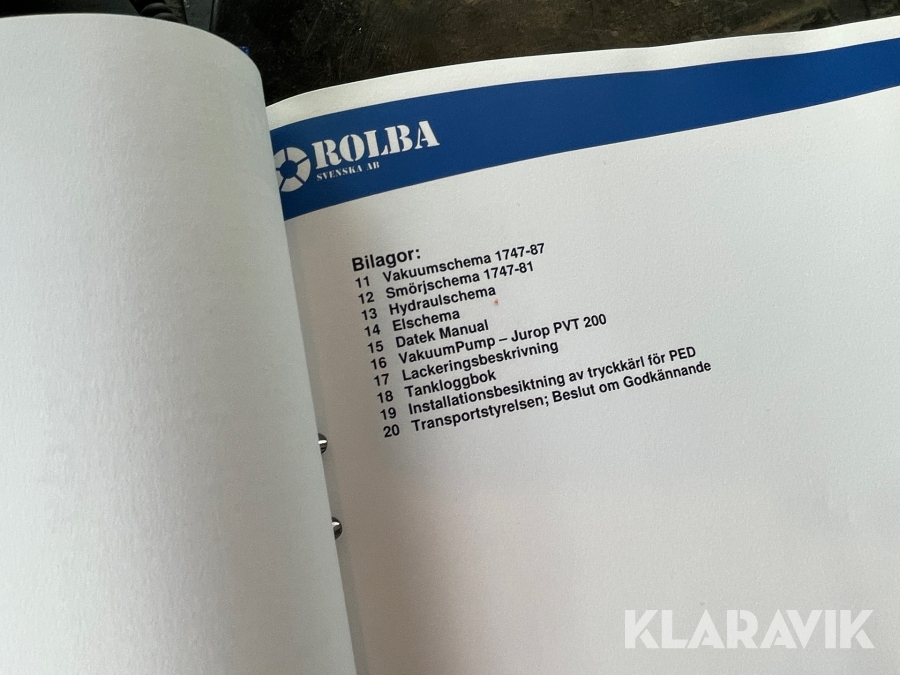 ROLBA
SVENSKA AB
Bilagor:
11 Vakuumschema 1747-87
12 Smörjschema 1747-81
13 Hydraulschema
14 Elschema
15 Datek Manual
16 VakuumPump – Jurop PVT 200
17 Lackeringsbeskrivning
18 Tankloggbok
19 Installationsbesiktning av tryckkärl för PED
20 Transportstyrelsen; Beslut om Godkännande
KLARAVIK